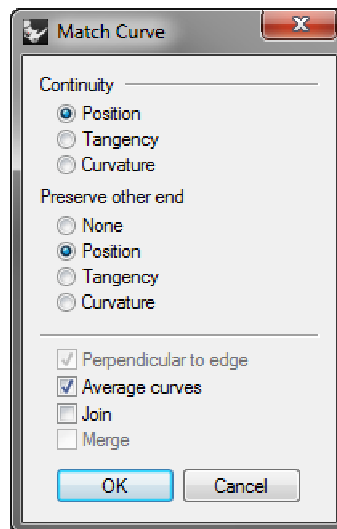 Match Curve
Continuity
Position
Tangency
Curvature
Preserve other end
None
Position
Tangency
Curvature
Perpendicular to edge
Average curves
Join
Merge
OK Cancel